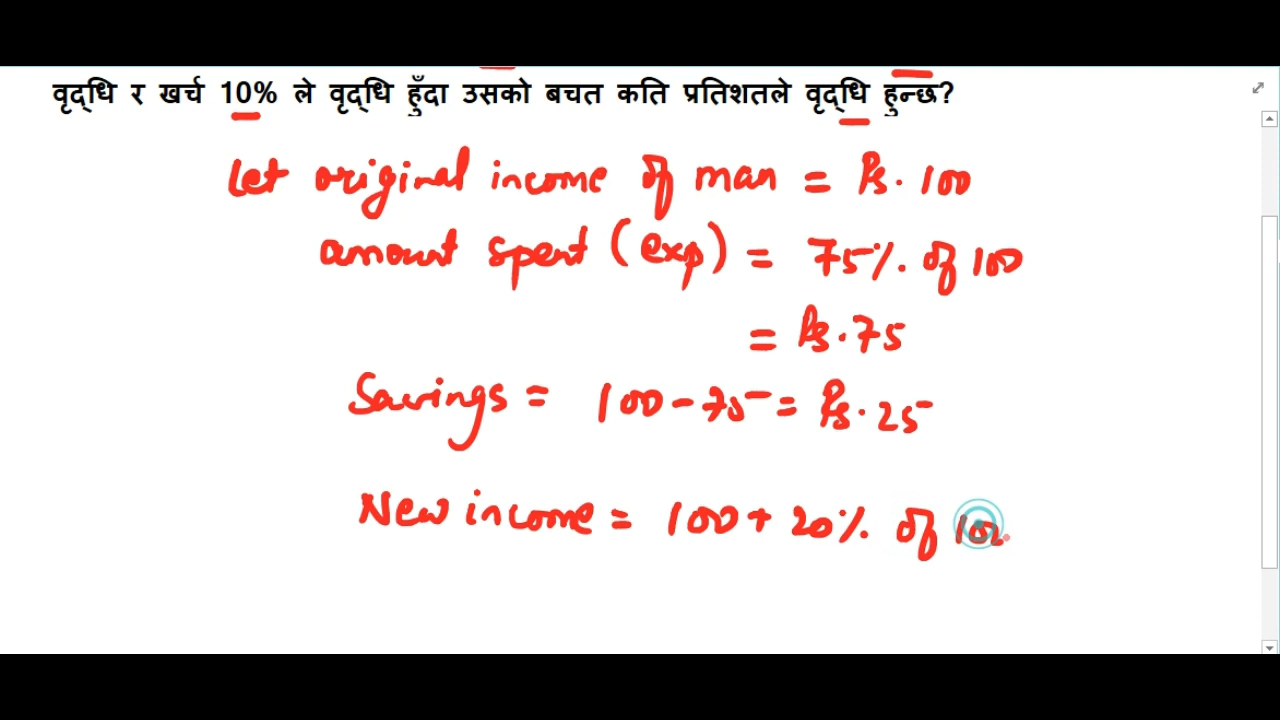 वृद्धि र खर्च 10% ले वृद्धि हुँदा उसको बचत कति प्रतिशतले वृद्धि हुन्छ?
Let original income of man = Rs. 100
amount spent (exp) = 75% of 100
= Rs. 75
Savings = 100 - 75 = Rs. 25
New income = 100 + 20% of 100